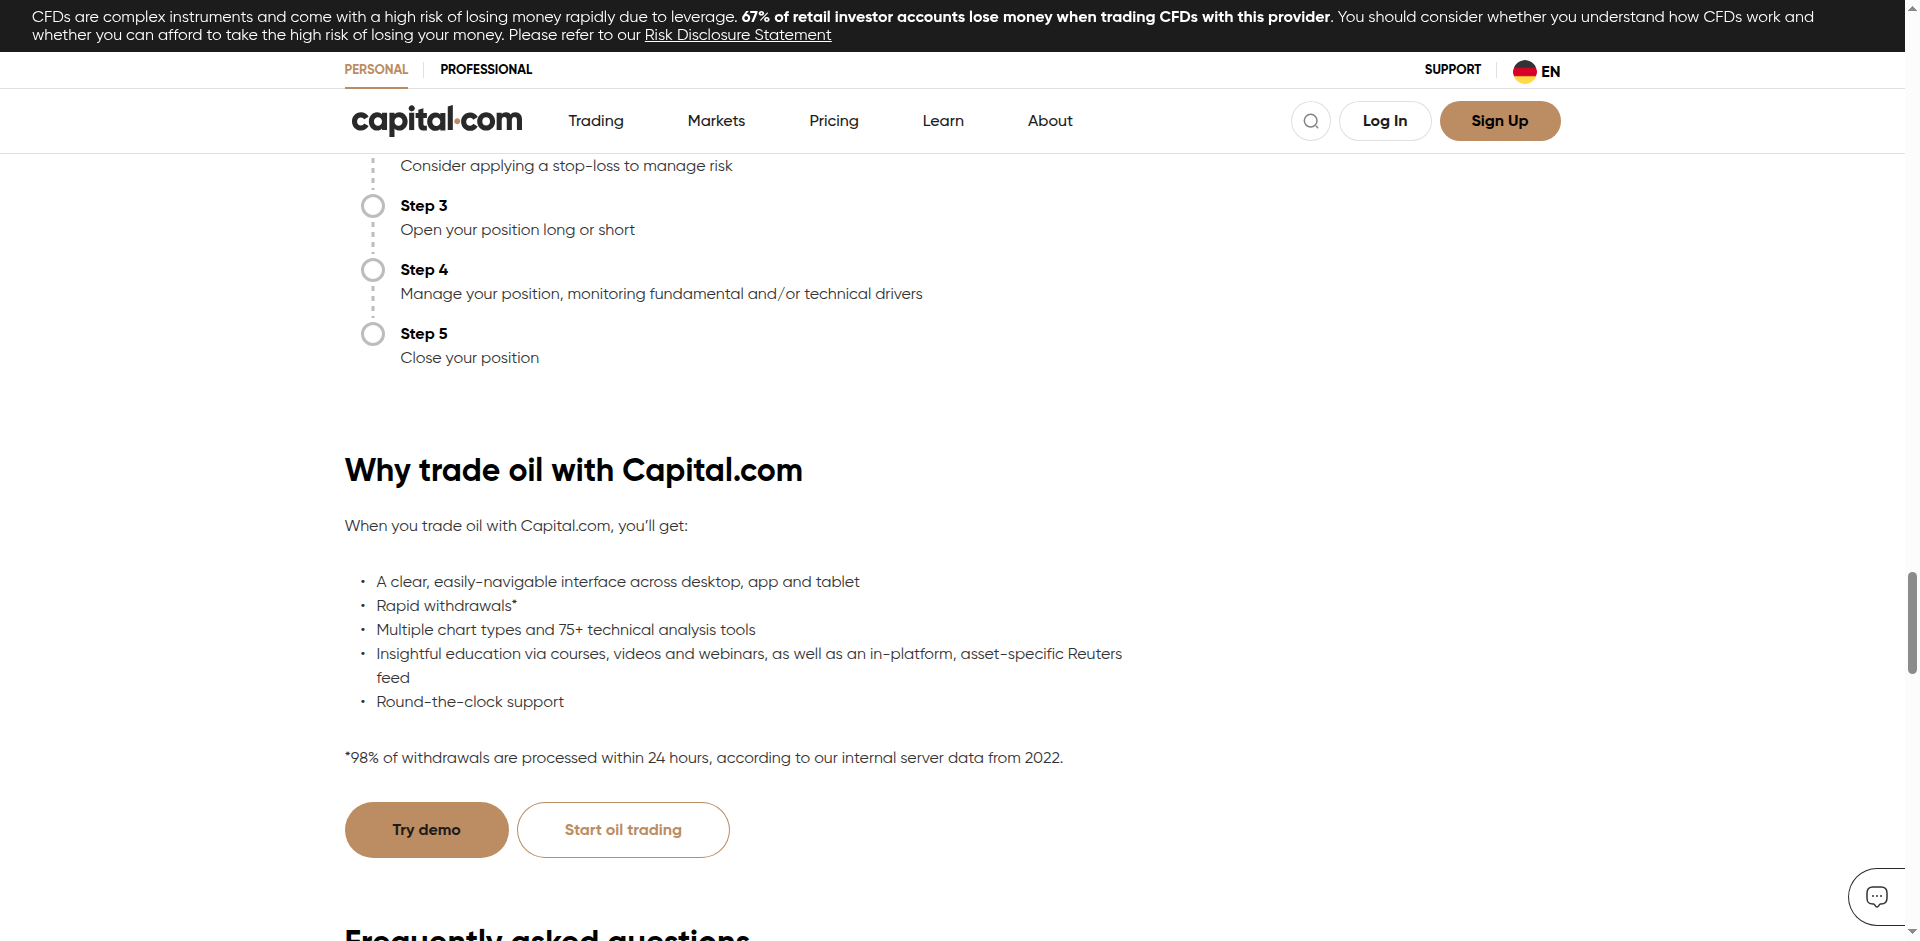 CFDs are complex instruments and come with a high risk of losing money rapidly due to leverage. 67% of retail investor accounts lose money when trading CFDs with this provider. You should consider whether you understand how CFDs work and
whether you can afford to take the high risk of losing your money. Please refer to our Risk Disclosure Statement
PERSONAL PROFESSIONAL SUPPORT EN
capital.com Trading Markets Pricing Learn About Log In Sign Up
Consider applying a stop-loss to manage risk
Step 3
Open your position long or short
Step 4
Manage your position, monitoring fundamental and/or technical drivers
Step 5
Close your position
Why trade oil with Capital.com
When you trade oil with Capital.com, you'll get:
• A clear, easily-navigable interface across desktop, app and tablet
• Rapid withdrawals*
• Multiple chart types and 75+ technical analysis tools
• Insightful education via courses, videos and webinars, as well as an in-platform, asset-specific Reuters
feed
• Round-the-clock support
*98% of withdrawals are processed within 24 hours, according to our internal server data from 2022.
Try demo Start oil trading
Frequently asked questions